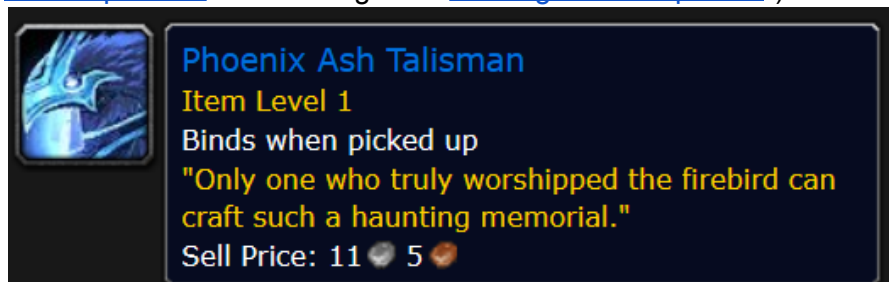 Phoenix Ash Talisman
Item Level 1
Binds when picked up
"Only one who truly worshipped the firebird can
craft such a haunting memorial."
Sell Price: 11 5